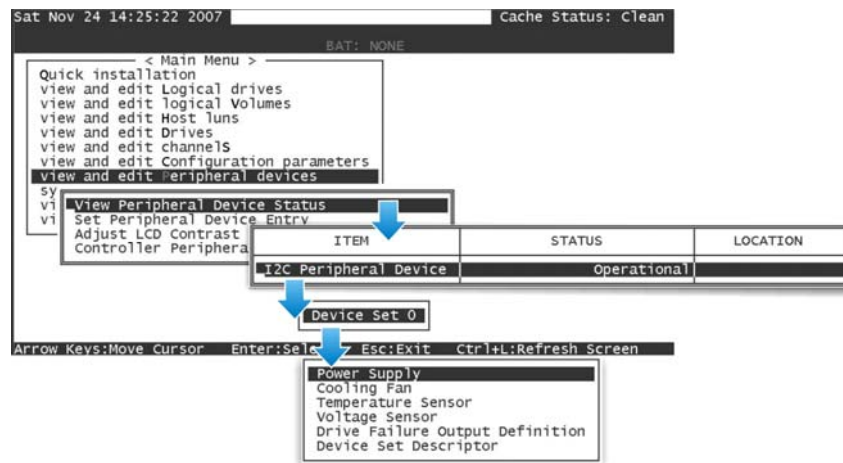 Sat Nov 24 14:25:22 2007 Cache Status: Clean
BAT: NONE
< Main Menu >
Quick installation
view and edit Logical drives
view and edit logical Volumes
view and edit Host luns
view and edit Drives
view and edit channelS
view and edit Configuration parameters
view and edit Peripheral devices
sy
vi
vi
View Peripheral Device Status
Set Peripheral Device Entry
Adjust LCD Contrast
Controller Periphera
ITEM STATUS LOCATION
I2C Peripheral Device Operational
Device Set 0
Arrow Keys:Move Cursor Enter:Sele Esc:Exit Ctrl+L:Refresh Screen
Power Supply
Cooling Fan
Temperature Sensor
Voltage Sensor
Drive Failure Output Definition
Device Set Descriptor